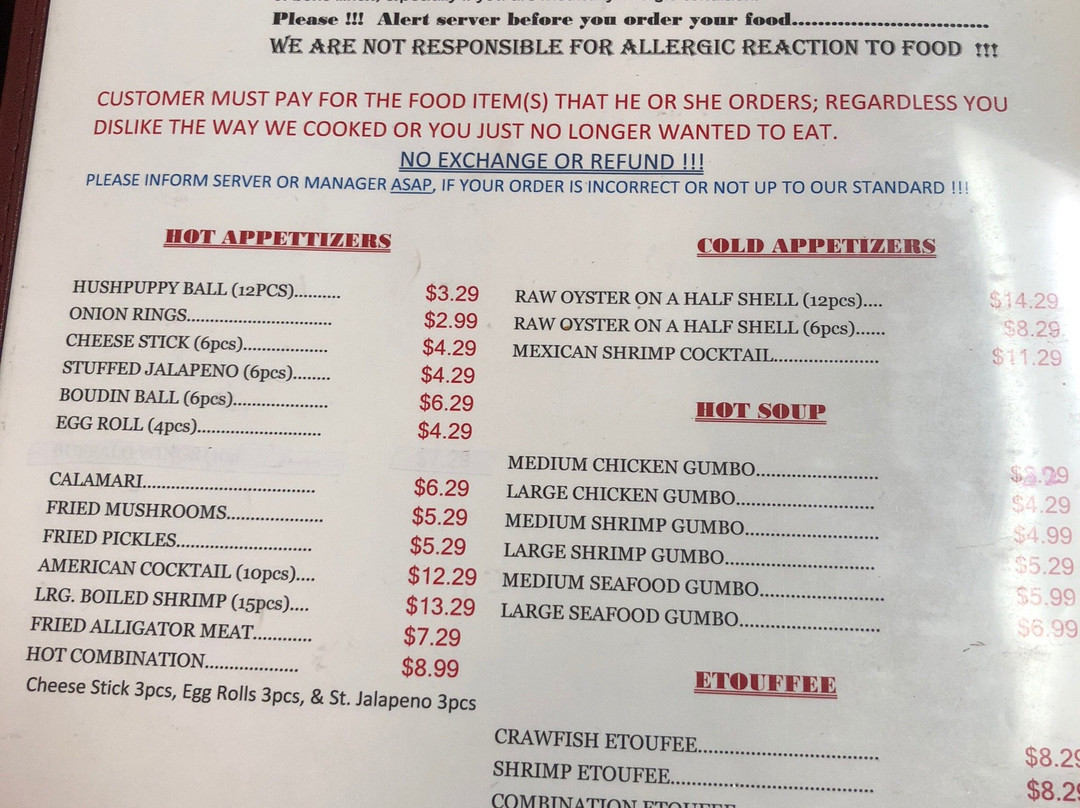 Please !!! Alert server before you order your food.................................
WE ARE NOT RESPONSIBLE FOR ALLERGIC REACTION TO FOOD !!!
CUSTOMER MUST PAY FOR THE FOOD ITEM(S) THAT HE OR SHE ORDERS; REGARDLESS YOU
DISLIKE THE WAY WE COOKED OR YOU JUST NO LONGER WANTED TO EAT.
NO EXCHANGE OR REFUND !!!
PLEASE INFORM SERVER OR MANAGER ASAP, IF YOUR ORDER IS INCORRECT OR NOT UP TO OUR STANDARD !!!
HOT APPETTIZERS
HUSHPUPPY BALL (12PCS).......... $3.29
ONION RINGS................................ $2.99
CHEESE STICK (6pcs)................... $4.29
STUFFED JALAPENO (6pcs)........ $4.29
BOUDIN BALL (6pcs)..................... $6.29
EGG ROLL (4pcs)............................ $4.29
CALAMARI...................................... $6.29
FRIED MUSHROOMS..................... $5.29
FRIED PICKLES.............................. $5.29
AMERICAN COCKTAIL (10pcs).... $12.29
LRG. BOILED SHRIMP (15pcs).... $13.29
FRIED ALLIGATOR MEAT............. $7.29
HOT COMBINATION..................... $8.99
Cheese Stick 3pcs, Egg Rolls 3pcs, & St. Jalapeno 3pcs
COLD APPETIZERS
RAW OYSTER ON A HALF SHELL (12pcs).... $14.29
RAW OYSTER ON A HALF SHELL (6pcs)...... $8.29
MEXICAN SHRIMP COCKTAIL....................... $11.29
HOT SOUP
MEDIUM CHICKEN GUMBO...........................
LARGE CHICKEN GUMBO.............................. $4.29
MEDIUM SHRIMP GUMBO............................. $4.99
LARGE SHRIMP GUMBO................................. $5.29
MEDIUM SEAFOOD GUMBO........................... $5.99
LARGE SEAFOOD GUMBO............................... $6.99
ETOUFFEE
CRAWFISH ETOUFEE........................................ $8.29
SHRIMP ETOUFEE............................................. $8.29
COMBINATION ETOUFEE